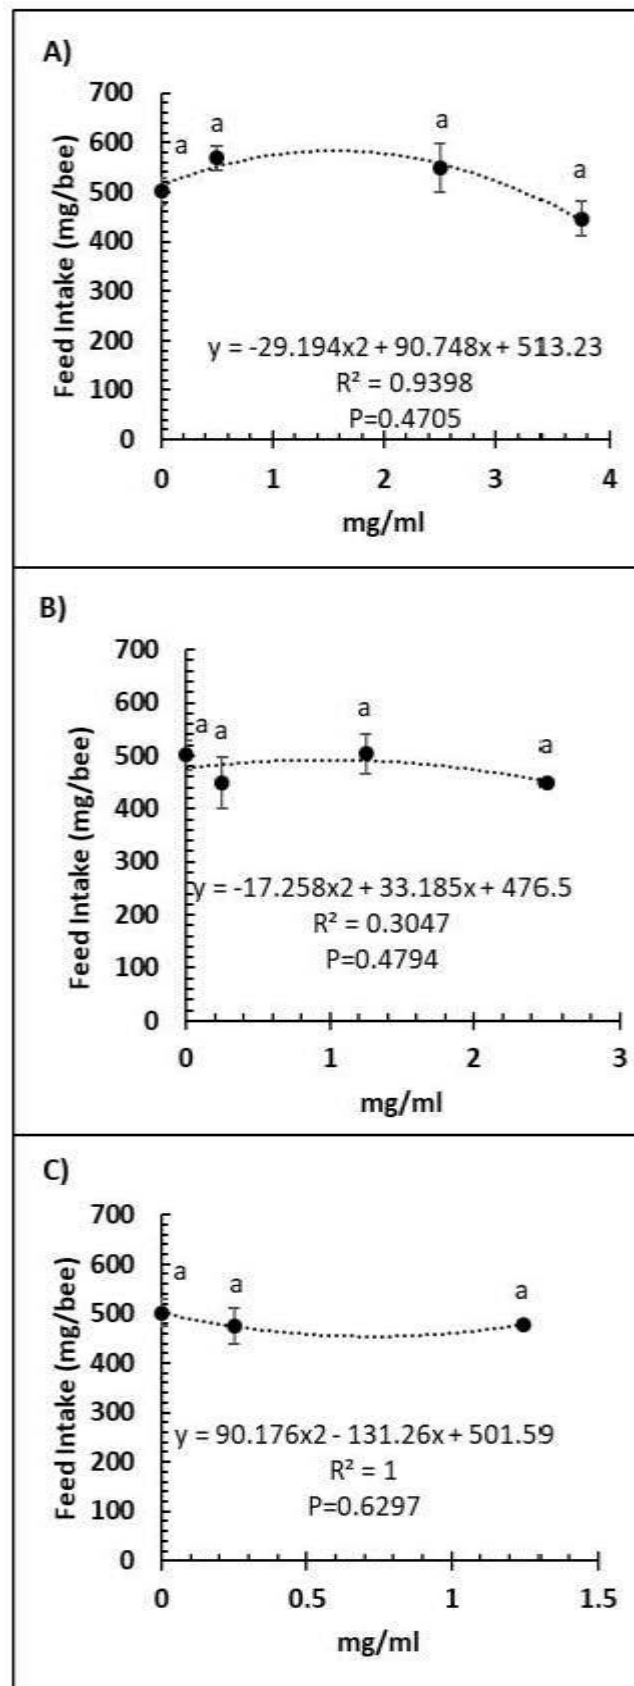 A)
Feed Intake (mg/bee)
700
600
500
400
300
200
100
0
a
a
a
a
y = -29.194x2 + 90.748x + 513.23
R² = 0.9398
P=0.4705
0 1 2 3 4
mg/ml
B)
Feed Intake (mg/bee)
700
600
500
400
300
200
100
0
a
a
a
a
y = -17.258x2 + 33.185x + 476.5
R² = 0.3047
P=0.4794
0 1 2 3
mg/ml
C)
Feed Intake (mg/bee)
700
600
500
400
300
200
100
0
a
a
a
y = 90.176x2 - 131.26x + 501.59
R² = 1
P=0.6297
0 0.5 1 1.5
mg/ml